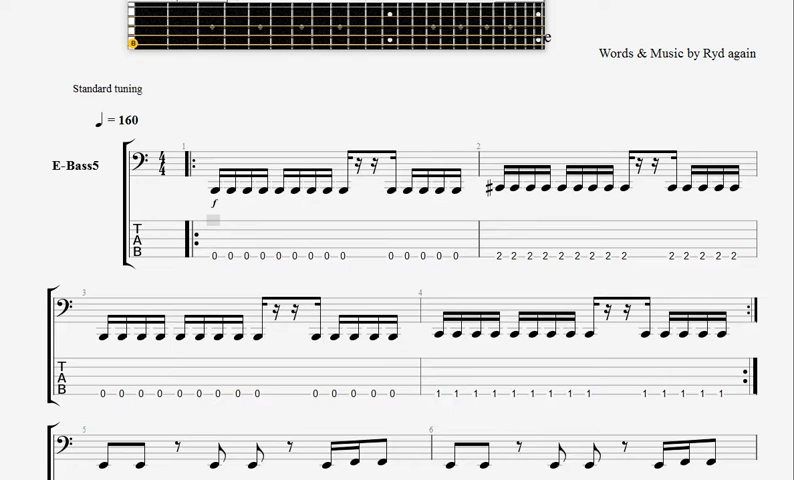 B
e
Words & Music by Ryd again
Standard tuning
♩ = 160
E-Bass5
4
4
1
2
f
T
A
B
0 0 0 0 0 0 0 0 0 0 0 0 0 0
2 2 2 2 2 2 2 2 2 2 2 2 2 2
3
4
T
A
B
0 0 0 0 0 0 0 0 0 0 0 0 0 0
1 1 1 1 1 1 1 1 1 1 1 1 1 1
5
6